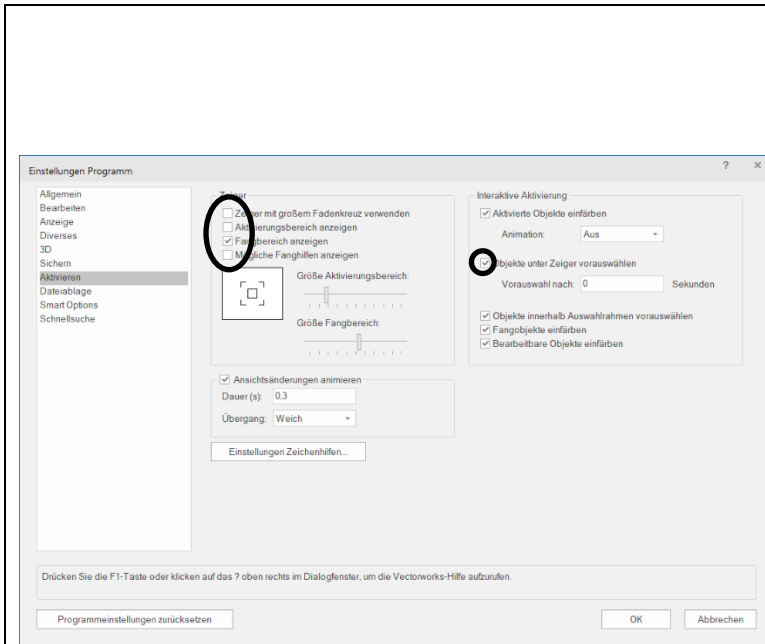 Einstellungen Programm
? ×
Allgemein
Bearbeiten
Anzeige
Diverses
3D
Sichern
Aktivieren
Dateiablage
Smart Options
Schnellsuche
Zeiger
Zeiger mit großem Fadenkreuz verwenden
Aktivierungsbereich anzeigen
Fangbereich anzeigen
Mögliche Fanghilfen anzeigen
Größe Aktivierungsbereich:
Größe Fangbereich:
Ansichtsänderungen animieren
Dauer (s): 0,3
Übergang: Weich
Einstellungen Zeichenhilfen...
Interaktive Aktivierung
Aktivierte Objekte einfärben
Animation: Aus
Objekte unter Zeiger vorauswählen
Vorauswahl nach: 0 Sekunden
Objekte innerhalb Auswahlrahmen vorauswählen
Fangobjekte einfärben
Bearbeitbare Objekte einfärben
Drücken Sie die F1-Taste oder klicken auf das ? oben rechts im Dialogfenster, um die Vectorworks-Hilfe aufzurufen.
Programmeinstellungen zurücksetzen
OK
Abbrechen